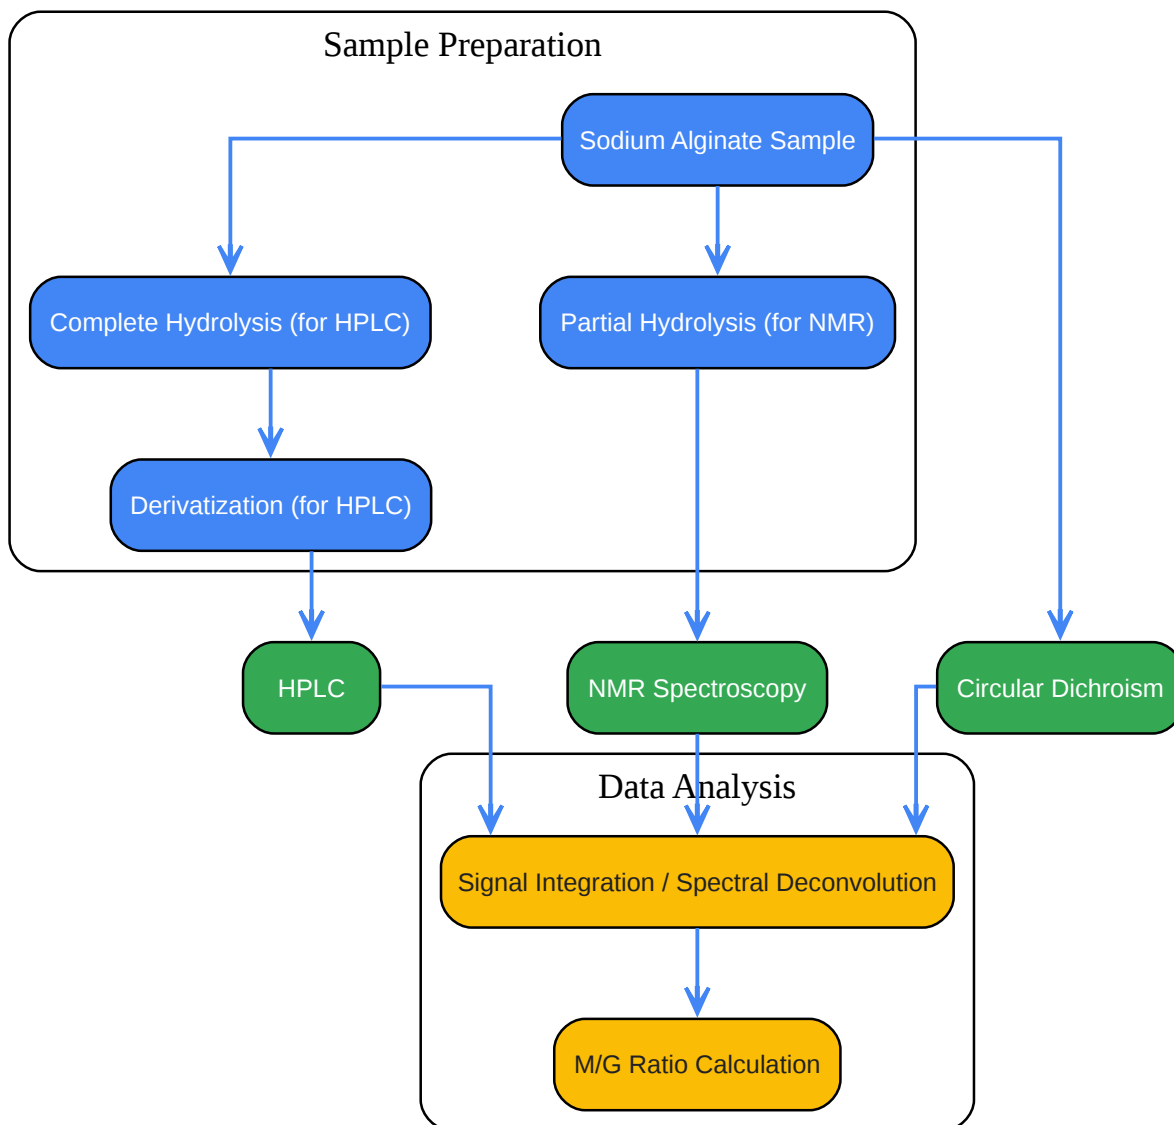 Sample Preparation
Sodium Alginate Sample
Complete Hydrolysis (for HPLC)
Partial Hydrolysis (for NMR)
Derivatization (for HPLC)
HPLC
NMR Spectroscopy
Circular Dichroism
Data Analysis
Signal Integration / Spectral Deconvolution
M/G Ratio Calculation